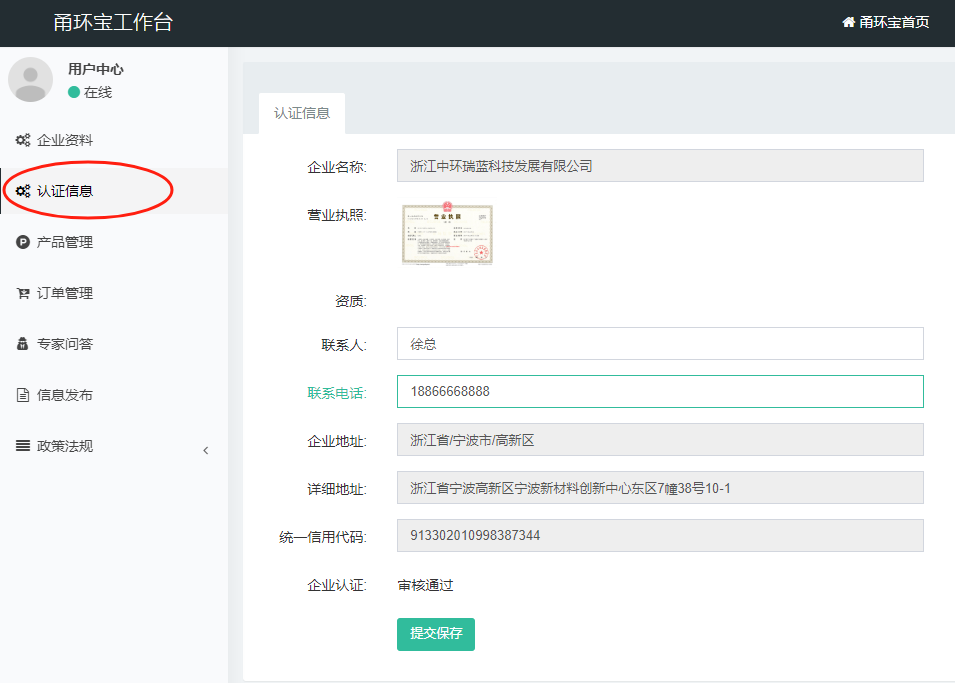 甬环宝工作台
甬环宝首页
用户中心
在线
企业资料
认证信息
产品管理
订单管理
专家问答
信息发布
政策法规
认证信息
企业名称: 浙江中环瑞蓝科技发展有限公司
营业执照:
营业执照
资质:
联系人: 徐总
联系电话: 18866668888
企业地址: 浙江省/宁波市/高新区
详细地址: 浙江省宁波高新区宁波新材料创新中心东区7幢38号10-1
统一信用代码: 913302010998387344
企业认证: 审核通过
提交保存